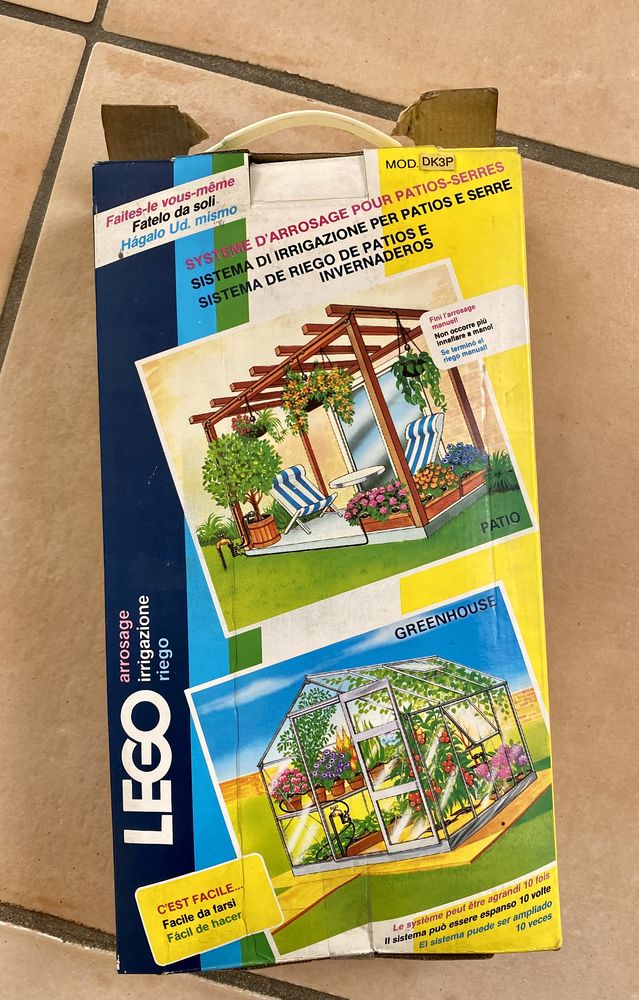 MOD. DK3P
Faites-le vous-même
Fatelo da soli
Hágalo Ud. mismo
SYSTEME D'ARROSAGE POUR PATIOS-SERRES
SISTEMA DI IRRIGAZIONE PER PATIOS E SERRE
SISTEMA DE RIEGO DE PATIOS E
INVERNADEROS
Fini l'arrosage
manuel!
Non occorre più
innafiare a mano!
Se terminó el
riego manual!
PATIO
GREENHOUSE
LEGO
arrosage
irrigazione
riego
C'EST FACILE...
Facile da farsi
Fácil de hacer
Le système peut être agrandi 10 fois
Il sistema può essere espanso 10 volte
El sistema puede ser ampliado
10 veces